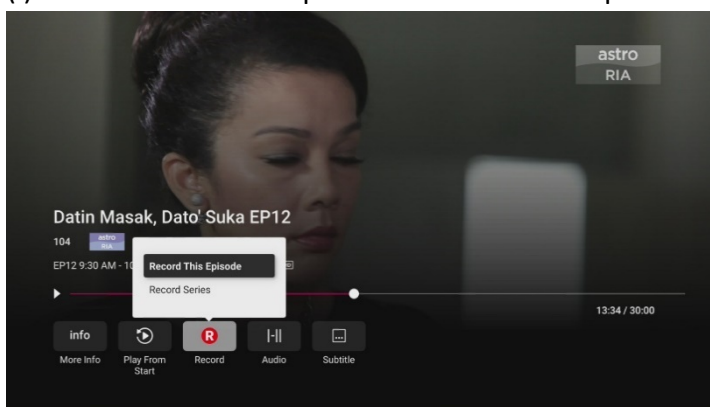 astro
RIA
Datin Masak, Dato' Suka EP12
104 astro RIA
EP12 9:30 AM - 10
Record This Episode
Record Series
13:34 / 30:00
info
R
More Info
Play From Start
Record
Audio
Subtitle